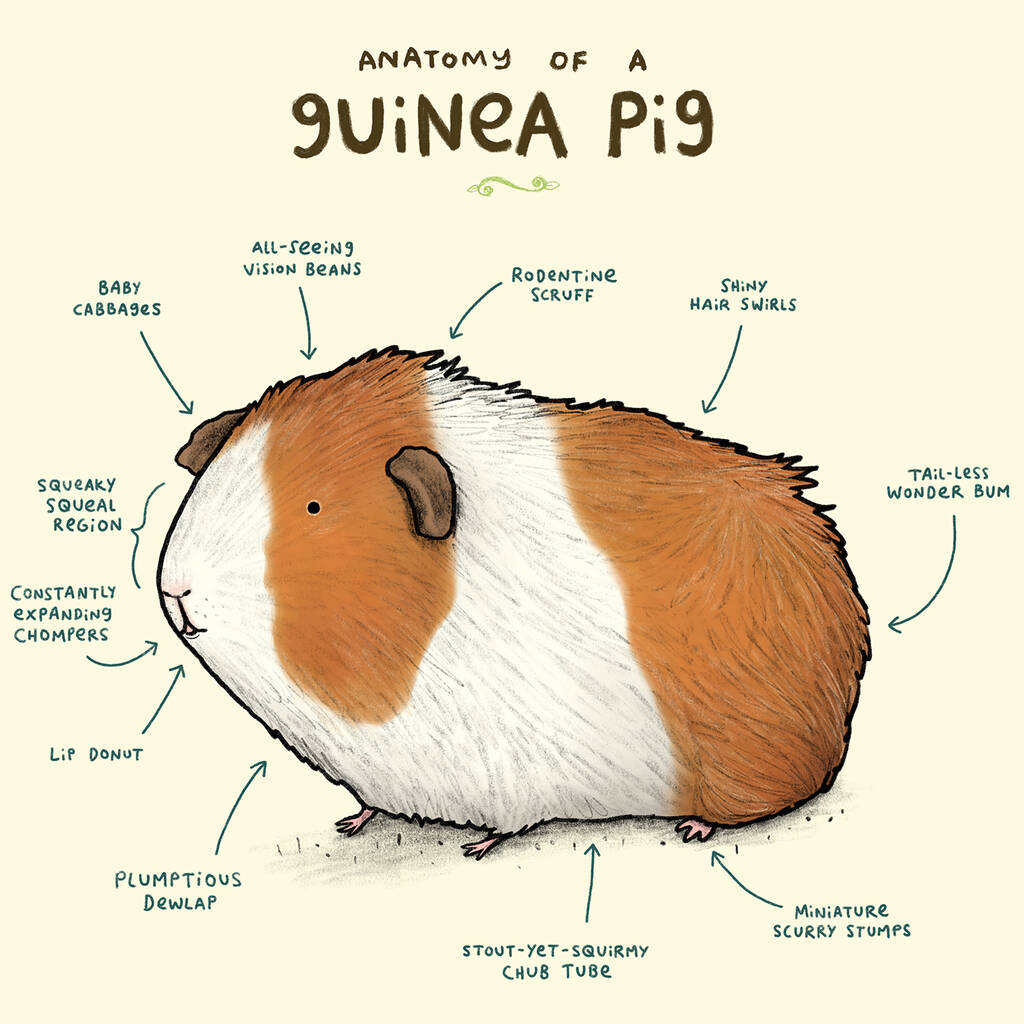 ANATOMY OF A
GUINEA PIG
ALL-SEEING
VISION BEANS
RODENTINE
SCRUFF
BABY
CABBAGES
SHINY
HAIR SWIRLS
SQUEAKY
SQUEAL
REGION
TAIL-LESS
WONDER BUM
CONSTANTLY
EXPANDING
CHOMPERS
LIP DONUT
PLUMPTIOUS
DEWLAP
MINIATURE
SCURRY STUMPS
STOUT-YET-SQUIRMY
CHUB TUBE